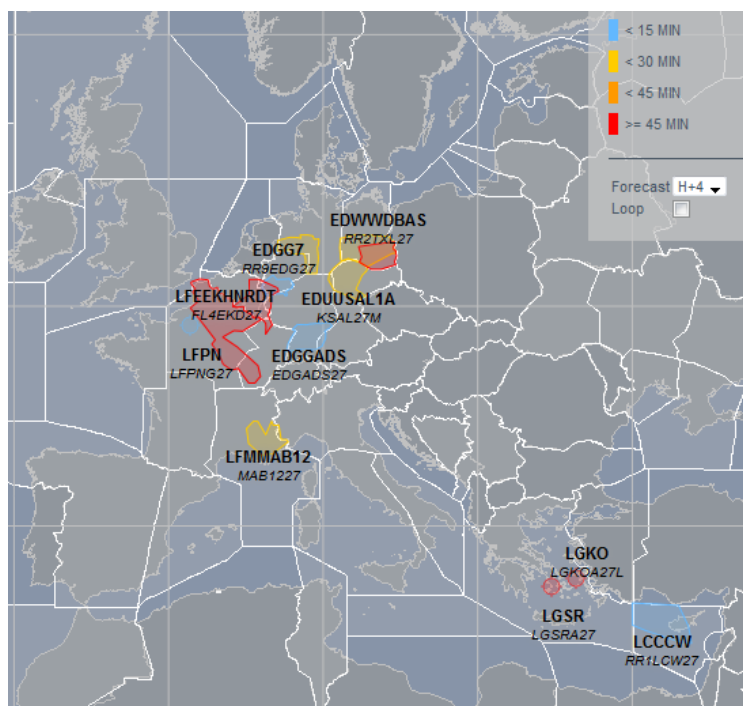 < 15 MIN
< 30 MIN
< 45 MIN
>= 45 MIN
Forecast H+4
Loop
EDWWDBAS
RR2TXL27
EDGG7
RR9EDG27
LFEEKHNRDT
FL4EKD27
EDUUSAL1A
KSAL27M
LFPN
LFPNG27
EDGGADS
EDGADS27
LFMMAB12
MAB1227
LGKO
LGKOA27L
LGSR
LGSRA27
LCCCW
RR1LCW27